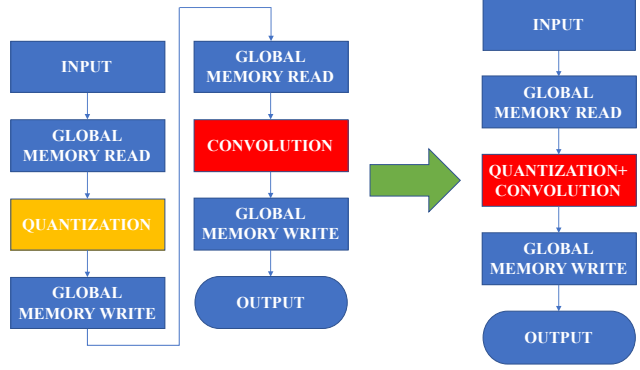 INPUT
GLOBAL
MEMORY READ
QUANTIZATION
GLOBAL
MEMORY WRITE
GLOBAL
MEMORY READ
CONVOLUTION
GLOBAL
MEMORY WRITE
OUTPUT
INPUT
GLOBAL
MEMORY READ
QUANTIZATION+
CONVOLUTION
GLOBAL
MEMORY WRITE
OUTPUT